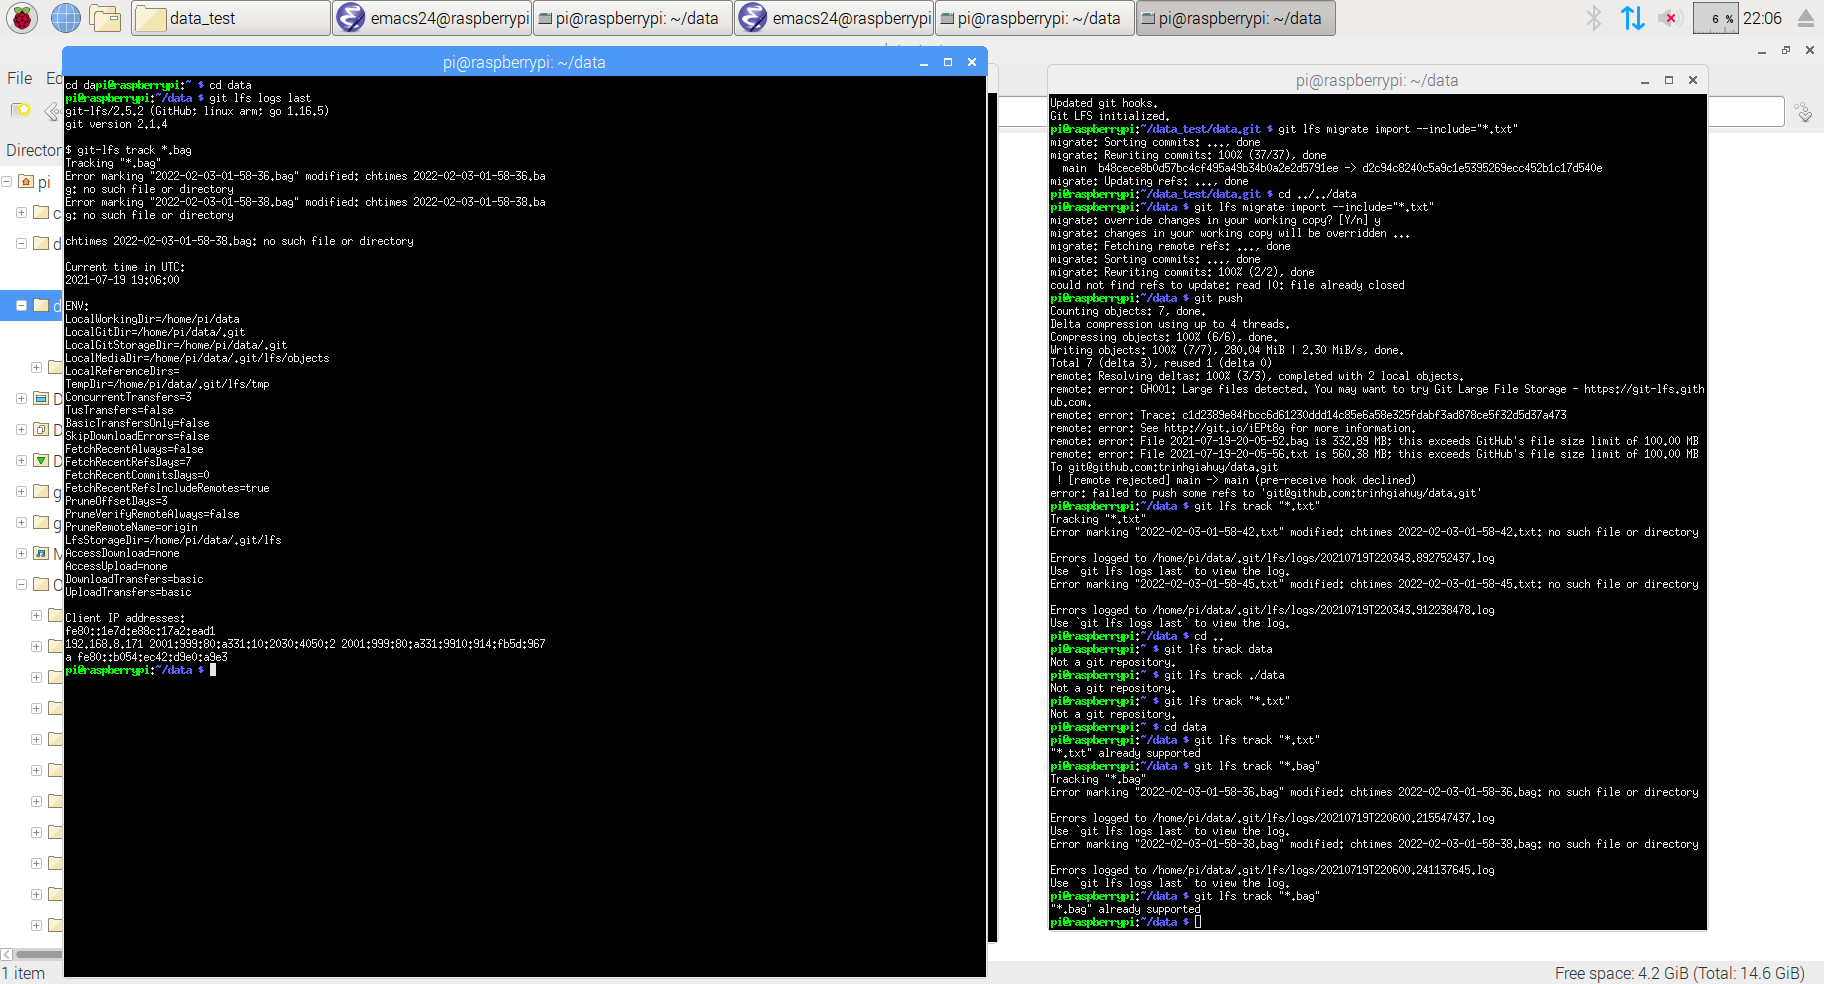 data_test
emacs24@raspberrypi
pi@raspberrypi: ~/data
emacs24@raspberrypi
pi@raspberrypi: ~/data
pi@raspberrypi: ~/data
6 %
22:06
File
Ed
Director
pi
pi@raspberrypi: ~/data
cd dapi@raspberrypi:~ $ cd data
pi@raspberrypi:~/data $ git lfs logs last
git-lfs/2.5.2 (GitHub; linux arm; go 1.16.5)
git version 2.1.4
$ git-lfs track *.bag
Tracking "*.bag"
Error marking "2022-02-03-01-58-36.bag" modified: chtimes 2022-02-03-01-58-36.ba
g: no such file or directory
Error marking "2022-02-03-01-58-38.bag" modified: chtimes 2022-02-03-01-58-38.ba
g: no such file or directory
chtimes 2022-02-03-01-58-38.bag: no such file or directory
Current time in UTC:
2021-07-19 19:06:00
ENV:
LocalWorkingDir=/home/pi/data
LocalGitDir=/home/pi/data/.git
LocalGitStorageDir=/home/pi/data/.git
LocalMediaDir=/home/pi/data/.git/lfs/objects
LocalReferenceDirs=
TempDir=/home/pi/data/.git/lfs/tmp
ConcurrentTransfers=3
TusTransfers=false
BasicTransfersOnly=false
SkipDownloadErrors=false
FetchRecentAlways=false
FetchRecentRefsDays=7
FetchRecentCommitsDays=0
FetchRecentRefsIncludeRemotes=true
PruneOffsetDays=3
PruneVerifyRemoteAlways=false
PruneRemoteName=origin
LfsStorageDir=/home/pi/data/.git/lfs
AccessDownload=none
AccessUpload=none
DownloadTransfers=basic
UploadTransfers=basic
Client IP addresses:
fe80::1e7d:e88c:17a2:ead1
192.168.8.171 2001:999:80:a331:10:2030:4050:2 2001:999:80:a331:9910:914:fb5d:967
a fe80::b054:ec42:d9e0:a9e3
pi@raspberrypi:~/data $
pi@raspberrypi: ~/data
Updated git hooks.
Git LFS initialized.
pi@raspberrypi:~/data_test/data.git $ git lfs migrate import --include="*.txt"
migrate: Sorting commits: ..., done
migrate: Rewriting commits: 100% (37/37), done
main b48cece8b0d57bc4cf495a49b34b0a2e2d5791ee -> d2c94c8240c5a9c1e5395269ecc452b1c17d540e
migrate: Updating refs: ..., done
pi@raspberrypi:~/data_test/data.git $ cd ../../data
pi@raspberrypi:~/data $ git lfs migrate import --include="*.txt"
migrate: override changes in your working copy? [Y/n] y
migrate: changes in your working copy will be overridden ...
migrate: Fetching remote refs: ..., done
migrate: Sorting commits: ..., done
migrate: Rewriting commits: 100% (2/2), done
could not find refs to update: read |0: file already closed
pi@raspberrypi:~/data $ git push
Counting objects: 7, done.
Delta compression using up to 4 threads.
Compressing objects: 100% (6/6), done.
Writing objects: 100% (7/7), 280.04 MiB | 2.30 MiB/s, done.
Total 7 (delta 3), reused 1 (delta 0)
remote: Resolving deltas: 100% (3/3), completed with 2 local objects.
remote: error: GH001: Large files detected. You may want to try Git Large File Storage - https://git-lfs.gith
ub.com.
remote: error: Trace: c1d2389e84fbcc6d61230ddd14c85e6a58e325fdabf3ad878ce5f32d5d37a473
remote: error: See http://git.io/iEPt8g for more information.
remote: error: File 2021-07-19-20-05-52.bag is 332.89 MB; this exceeds GitHub's file size limit of 100.00 MB
remote: error: File 2021-07-19-20-05-56.txt is 560.38 MB; this exceeds GitHub's file size limit of 100.00 MB
To git@github.com:trinhgiahuy/data.git
! [remote rejected] main -> main (pre-receive hook declined)
error: failed to push some refs to 'git@github.com:trinhgiahuy/data.git'
pi@raspberrypi:~/data $ git lfs track "*.txt"
Tracking "*.txt"
Error marking "2022-02-03-01-58-42.txt" modified: chtimes 2022-02-03-01-58-42.txt: no such file or directory
Errors logged to /home/pi/data/.git/lfs/logs/20210719T220343.892752437.log
Use `git lfs logs last` to view the log.
Error marking "2022-02-03-01-58-45.txt" modified: chtimes 2022-02-03-01-58-45.txt: no such file or directory
Errors logged to /home/pi/data/.git/lfs/logs/20210719T220343.912238478.log
Use `git lfs logs last` to view the log.
pi@raspberrypi:~/data $ cd ..
pi@raspberrypi:~ $ git lfs track data
Not a git repository.
pi@raspberrypi:~ $ git lfs track ./data
Not a git repository.
pi@raspberrypi:~ $ git lfs track "*.txt"
Not a git repository.
pi@raspberrypi:~ $ cd data
pi@raspberrypi:~/data $ git lfs track "*.txt"
"*.txt" already supported
pi@raspberrypi:~/data $ git lfs track "*.bag"
Tracking "*.bag"
Error marking "2022-02-03-01-58-36.bag" modified: chtimes 2022-02-03-01-58-36.bag: no such file or directory
Errors logged to /home/pi/data/.git/lfs/logs/20210719T220600.215547437.log
Use `git lfs logs last` to view the log.
Error marking "2022-02-03-01-58-38.bag" modified: chtimes 2022-02-03-01-58-38.bag: no such file or directory
Errors logged to /home/pi/data/.git/lfs/logs/20210719T220600.241137645.log
Use `git lfs logs last` to view the log.
pi@raspberrypi:~/data $ git lfs track "*.bag"
"*.bag" already supported
pi@raspberrypi:~/data $
1 item
Free space: 4.2 GiB (Total: 14.6 GiB)